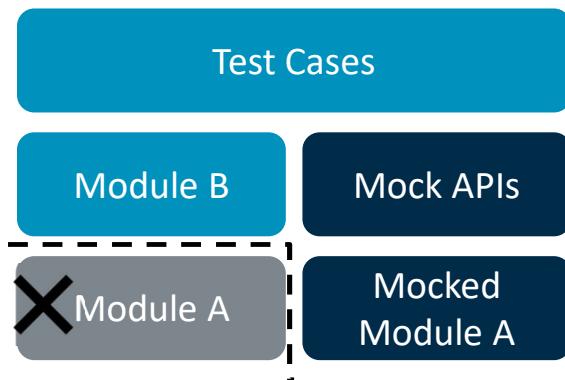 Test Cases
Module B
Mock APIs
Module A
Mocked
Module A